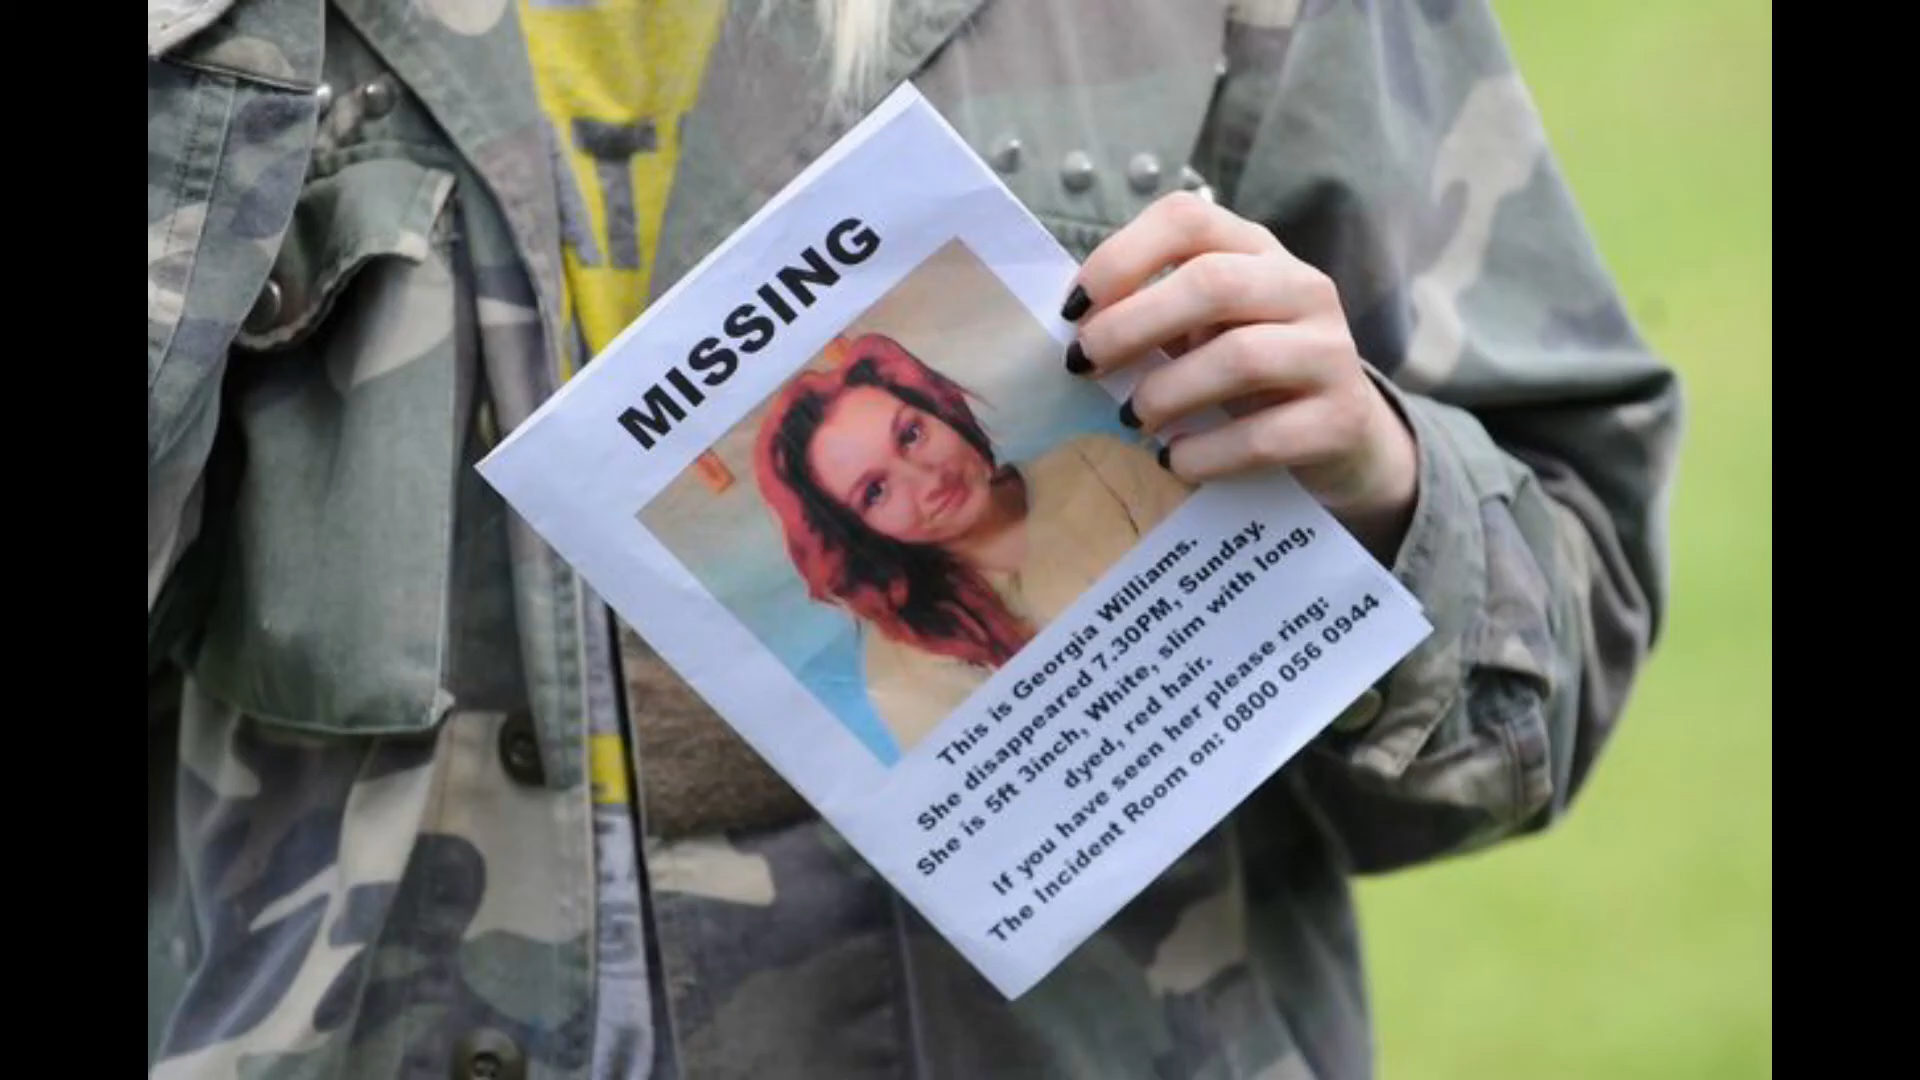 MISSING
This is Georgia Williams.
She disappeared 7.30PM, Sunday.
She is 5ft 3inch, White, slim with long,
dyed, red hair.
If you have seen her please ring:
The Incident Room on: 0800 056 0944